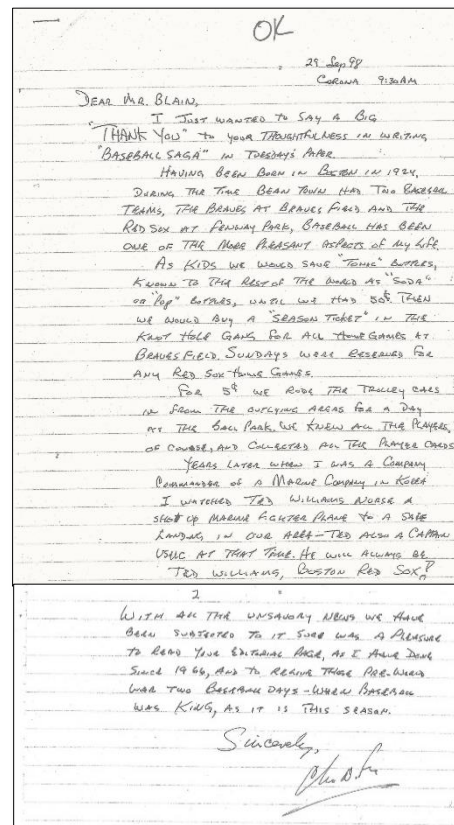 OK
29 Sep 98
CORONA 9:30AM
DEAR MR. BLAIN,
I JUST WANTED TO SAY A BIG
"THANK YOU" TO YOUR THOUGHTFULNESS IN WRITING
"BASEBALL SAGA" IN TUESDAY'S PAPER.
HAVING BEEN BORN IN BOSTON IN 1924,
DURING THE TIME BEAN TOWN HAD TWO BASEBALL
TEAMS, THE BRAVES AT BRAVES FIELD AND THE
RED SOX AT FENWAY PARK, BASEBALL HAS BEEN
ONE OF THE MORE PLEASANT ASPECTS OF MY LIFE.
AS KIDS WE WOULD SAVE "TONIC" BOTTLES,
KNOWN TO THE REST OF THE WORLD AS "SODA"
OR "POP" BOTTLES, UNTIL WE HAD 50¢. THEN
WE WOULD BUY A "SEASON TICKET" IN THE
KNOT HOLE GANG FOR ALL HOME GAMES AT
BRAVES FIELD. SUNDAYS WERE RESERVED FOR
ANY RED SOX HOME GAMES.
FOR 5¢ WE RODE THE TROLLEY CARS
IN FROM THE OUTLYING AREAS FOR A DAY
AT THE BALL PARK. WE KNEW ALL THE PLAYERS,
OF COURSE, AND COLLECTED ALL THE PLAYER CARDS.
YEARS LATER WHEN I WAS A COMPANY
COMMANDER OF A MARINE COMPANY IN KOREA
I WATCHED TED WILLIAMS NURSE A
SHOT UP MARINE FIGHTER PLANE TO A SAFE
LANDING IN OUR AREA - TED ALSO A CAPTAIN
USMC AT THAT TIME. HE WILL ALWAYS BE
TED WILLIAMS, BOSTON RED SOX!
2
WITH ALL THE UNSAVORY NEWS WE HAVE
BEEN SUBJECTED TO IT SURE WAS A PLEASURE
TO READ YOUR EDITORIAL PAGE, AS I HAVE DONE
SINCE 1966, AND TO RELIVE THOSE PRE-WORLD
WAR TWO BASEBALL DAYS - WHEN BASEBALL
WAS KING, AS IT IS THIS SEASON.
Sincerely,